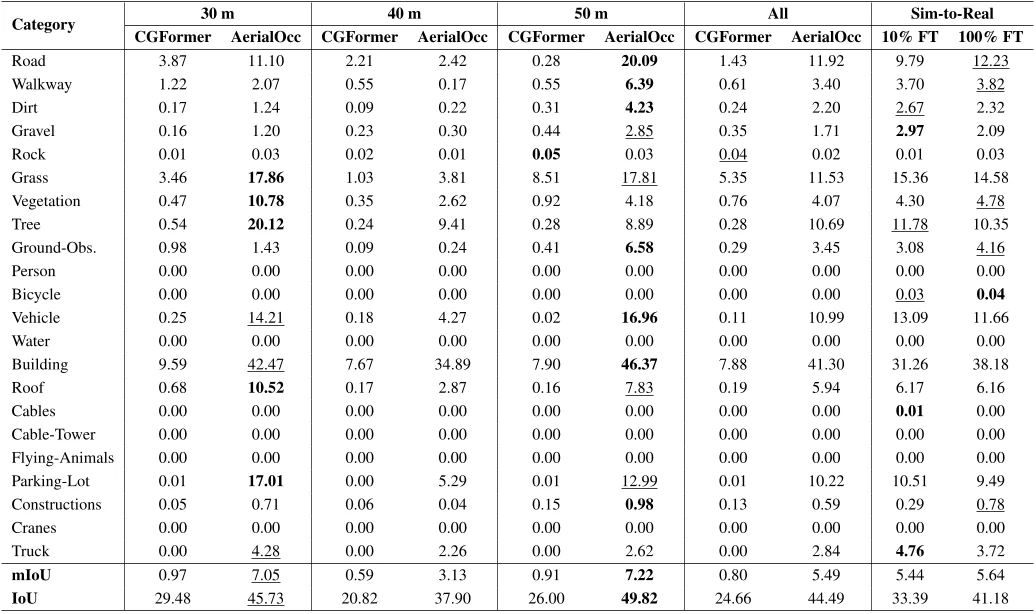 Category 30 m 40 m 50 m All Sim-to-Real
CGFormer AerialOcc CGFormer AerialOcc CGFormer AerialOcc CGFormer AerialOcc 10% FT 100% FT
Road 3.87 11.10 2.21 2.42 0.28 20.09 1.43 11.92 9.79 12.23
Walkway 1.22 2.07 0.55 0.17 0.55 6.39 0.61 3.40 3.70 3.82
Dirt 0.17 1.24 0.09 0.22 0.31 4.23 0.24 2.20 2.67 2.32
Gravel 0.16 1.20 0.23 0.30 0.44 2.85 0.35 1.71 2.97 2.09
Rock 0.01 0.03 0.02 0.01 0.05 0.03 0.04 0.02 0.01 0.03
Grass 3.46 17.86 1.03 3.81 8.51 17.81 5.35 11.53 15.36 14.58
Vegetation 0.47 10.78 0.35 2.62 0.92 4.18 0.76 4.07 4.30 4.78
Tree 0.54 20.12 0.24 9.41 0.28 8.89 0.28 10.69 11.78 10.35
Ground-Obs. 0.98 1.43 0.09 0.24 0.41 6.58 0.29 3.45 3.08 4.16
Person 0.00 0.00 0.00 0.00 0.00 0.00 0.00 0.00 0.00 0.00
Bicycle 0.00 0.00 0.00 0.00 0.00 0.00 0.00 0.00 0.03 0.04
Vehicle 0.25 14.21 0.18 4.27 0.02 16.96 0.11 10.99 13.09 11.66
Water 0.00 0.00 0.00 0.00 0.00 0.00 0.00 0.00 0.00 0.00
Building 9.59 42.47 7.67 34.89 7.90 46.37 7.88 41.30 31.26 38.18
Roof 0.68 10.52 0.17 2.87 0.16 7.83 0.19 5.94 6.17 6.16
Cables 0.00 0.00 0.00 0.00 0.00 0.00 0.00 0.00 0.01 0.00
Cable-Tower 0.00 0.00 0.00 0.00 0.00 0.00 0.00 0.00 0.00 0.00
Flying-Animals 0.00 0.00 0.00 0.00 0.00 0.00 0.00 0.00 0.00 0.00
Parking-Lot 0.01 17.01 0.00 5.29 0.01 12.99 0.01 10.22 10.51 9.49
Constructions 0.05 0.71 0.06 0.04 0.15 0.98 0.13 0.59 0.29 0.78
Cranes 0.00 0.00 0.00 0.00 0.00 0.00 0.00 0.00 0.00 0.00
Truck 0.00 4.28 0.00 2.26 0.00 2.62 0.00 2.84 4.76 3.72
mIoU 0.97 7.05 0.59 3.13 0.91 7.22 0.80 5.49 5.44 5.64
IoU 29.48 45.73 20.82 37.90 26.00 49.82 24.66 44.49 33.39 41.18